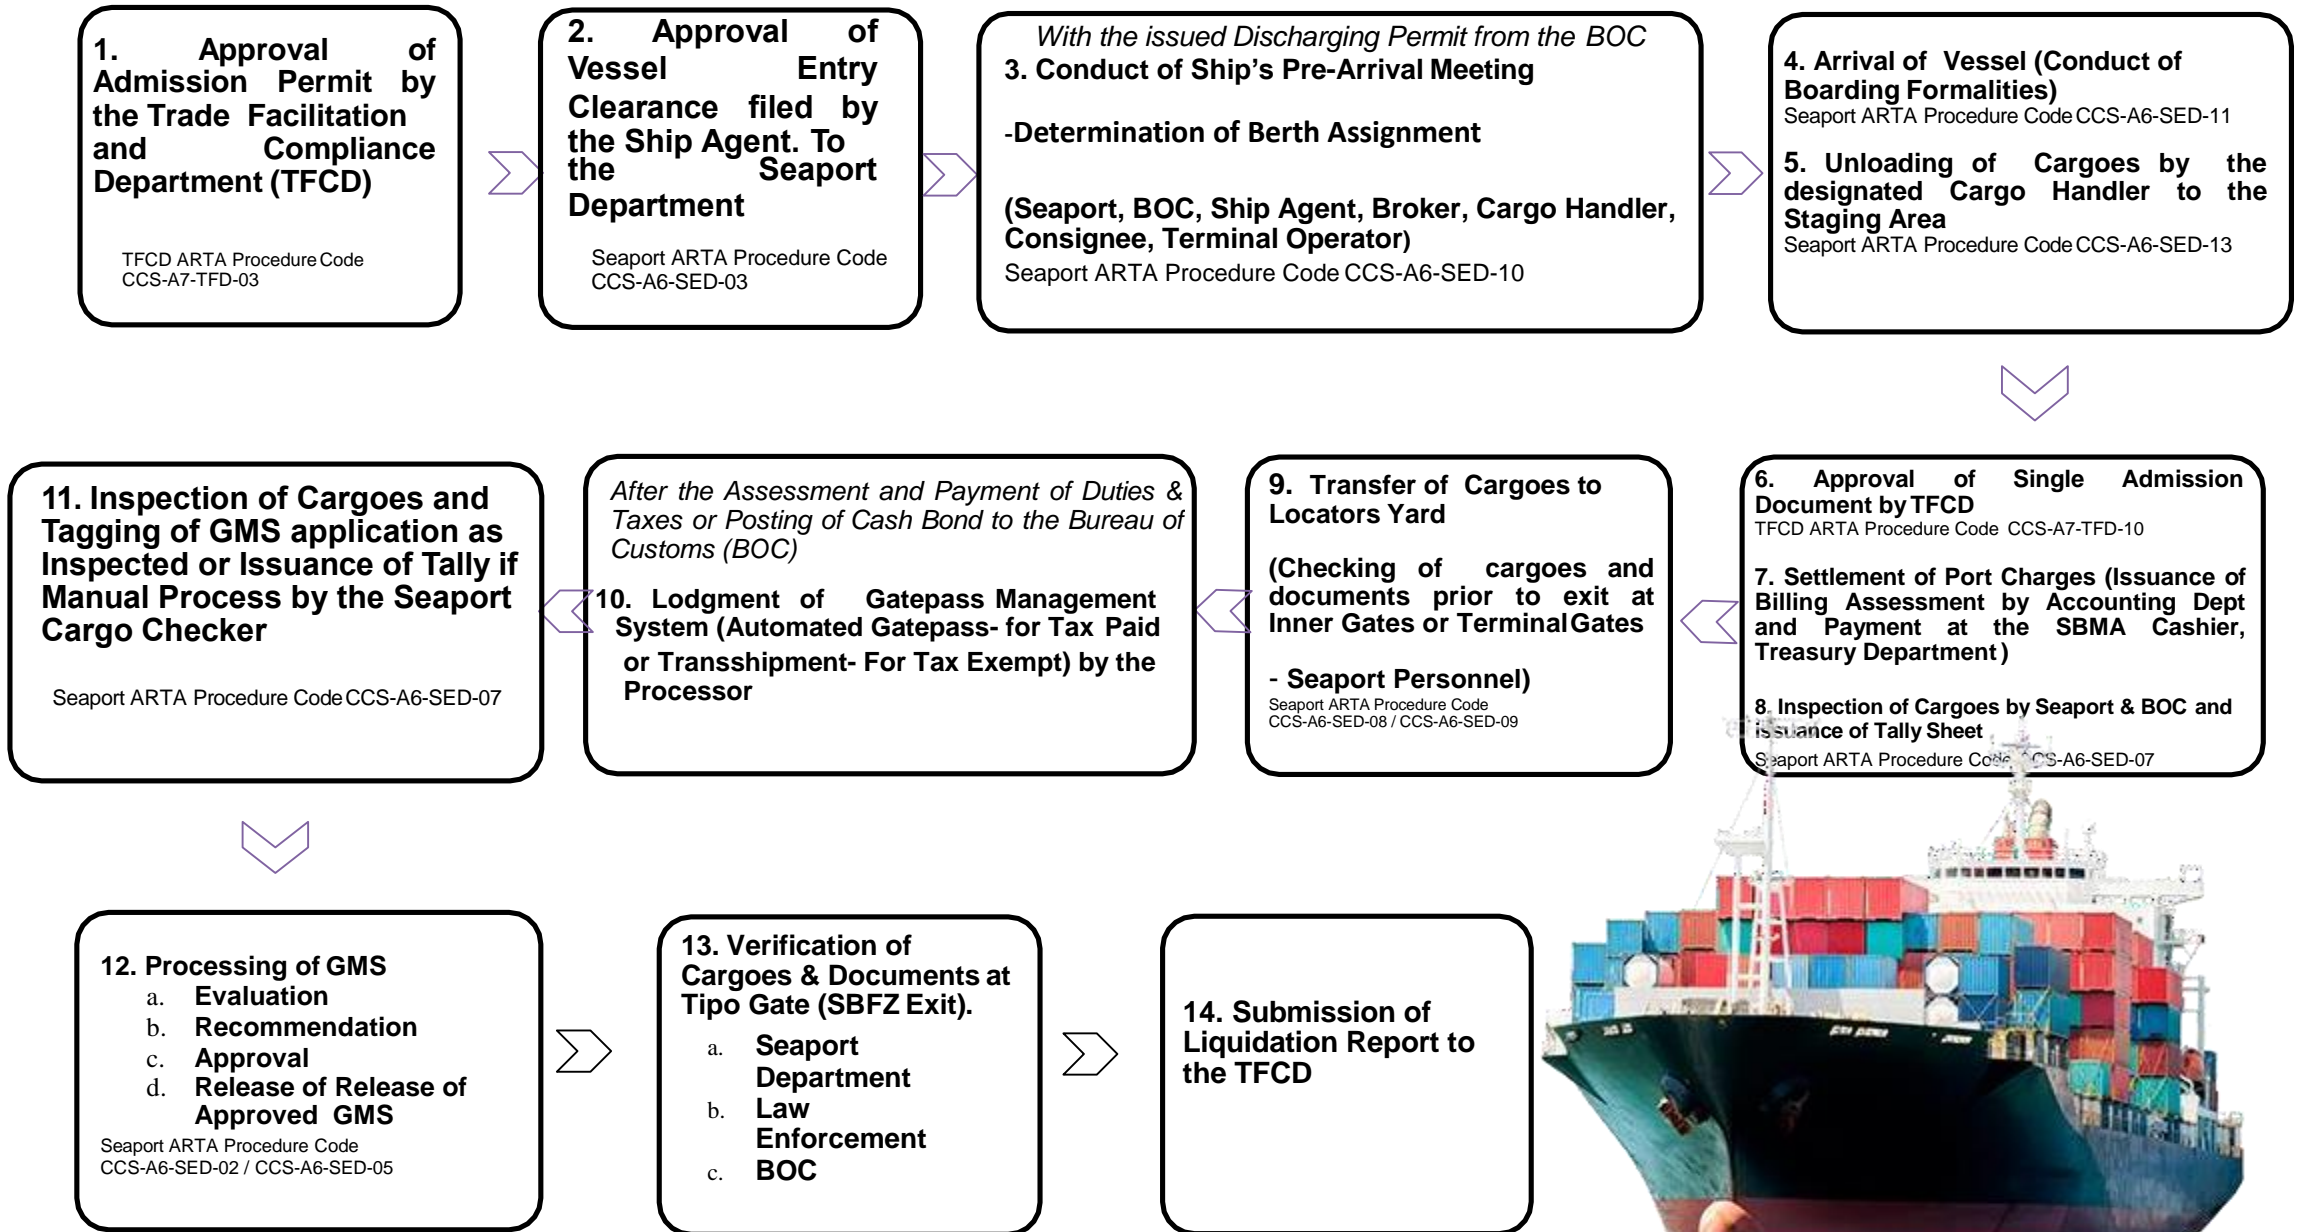 1. Approval of
Admission Permit by
the Trade Facilitation
and Compliance
Department (TFCD)
TFCD ARTA Procedure Code
CCS-A7-TFD-03
2. Approval of
Vessel Entry
Clearance filed by
the Ship Agent. To
the Seaport
Department
Seaport ARTA Procedure Code
CCS-A6-SED-03
With the issued Discharging Permit from the BOC
3. Conduct of Ship's Pre-Arrival Meeting
-Determination of Berth Assignment
(Seaport, BOC, Ship Agent, Broker, Cargo Handler,
Consignee, Terminal Operator)
Seaport ARTA Procedure Code CCS-A6-SED-10
4. Arrival of Vessel (Conduct of
Boarding Formalities)
Seaport ARTA Procedure Code CCS-A6-SED-11
5. Unloading of Cargoes by the
designated Cargo Handler to the
Staging Area
Seaport ARTA Procedure Code CCS-A6-SED-13
6. Approval of Single Admission
Document by TFCD
TFCD ARTA Procedure Code CCS-A7-TFD-10
7. Settlement of Port Charges (Issuance of
Billing Assessment by Accounting Dept
and Payment at the SBMA Cashier,
Treasury Department)
8. Inspection of Cargoes by Seaport & BOC and
issuance of Tally Sheet
Seaport ARTA Procedure Code CCS-A6-SED-07
9. Transfer of Cargoes to
Locators Yard
(Checking of cargoes and
documents prior to exit at
Inner Gates or Terminal Gates
- Seaport Personnel)
Seaport ARTA Procedure Code
CCS-A6-SED-08 / CCS-A6-SED-09
After the Assessment and Payment of Duties &
Taxes or Posting of Cash Bond to the Bureau of
Customs (BOC)
10. Lodgment of Gatepass Management
System (Automated Gatepass- for Tax Paid
or Transshipment- For Tax Exempt) by the
Processor
11. Inspection of Cargoes and
Tagging of GMS application as
Inspected or Issuance of Tally if
Manual Process by the Seaport
Cargo Checker
Seaport ARTA Procedure Code CCS-A6-SED-07
12. Processing of GMS
a. Evaluation
b. Recommendation
c. Approval
d. Release of Release of
Approved GMS
Seaport ARTA Procedure Code
CCS-A6-SED-02 / CCS-A6-SED-05
13. Verification of
Cargoes & Documents at
Tipo Gate (SBFZ Exit).
a. Seaport
Department
b. Law
Enforcement
c. BOC
14. Submission of
Liquidation Report to
the TFCD